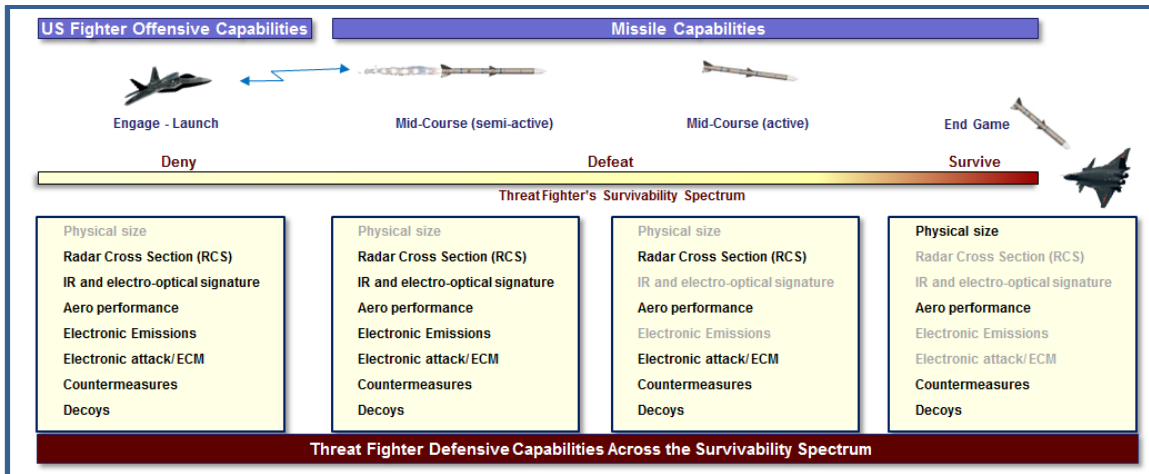 US Fighter Offensive Capabilities
Missile Capabilities
Engage - Launch
Mid-Course (semi-active)
Mid-Course (active)
End Game
Deny
Defeat
Survive
Threat Fighter's Survivability Spectrum
Physical size
Radar Cross Section (RCS)
IR and electro-optical signature
Aero performance
Electronic Emissions
Electronic attack/ECM
Countermeasures
Decoys
Physical size
Radar Cross Section (RCS)
IR and electro-optical signature
Aero performance
Electronic Emissions
Electronic attack/ECM
Countermeasures
Decoys
Physical size
Radar Cross Section (RCS)
IR and electro-optical signature
Aero performance
Electronic Emissions
Electronic attack/ECM
Countermeasures
Decoys
Physical size
Radar Cross Section (RCS)
IR and electro-optical signature
Aero performance
Electronic Emissions
Electronic attack/ECM
Countermeasures
Decoys
Threat Fighter Defensive Capabilities Across the Survivability Spectrum